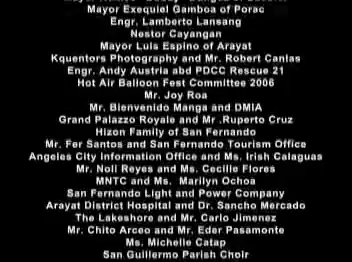 Mayor Exequiel Gamboa of Porac
Engr. Lamberto Lansang
Nestor Cayangan
Mayor Luis Espino of Arayat
Kquentors Photography and Mr. Robert Canlas
Engr. Andy Austria abd PDCC Rescue 21
Hot Air Balloon Fest Committee 2006
Mr. Joy Roa
Mr. Bienvenido Manga and DMIA
Grand Palazzo Royale and Mr .Ruperto Cruz
Hizon Family of San Fernando
Mr. Fer Santos and San Fernando Tourism Office
Angeles City Information Office and Ms. Irish Calaguas
Mr. Noli Reyes and Ms. Cecille Flores
MNTC and Ms.  Marilyn Ochoa
San Fernando Light and Power Company
Arayat District Hospital and Dr. Sancho Mercado
The Lakeshore and Mr. Carlo Jimenez
Mr. Chito Arceo and Mr. Eder Pasamonte
Ms. Michelle Catap
San Guillermo Parish Choir